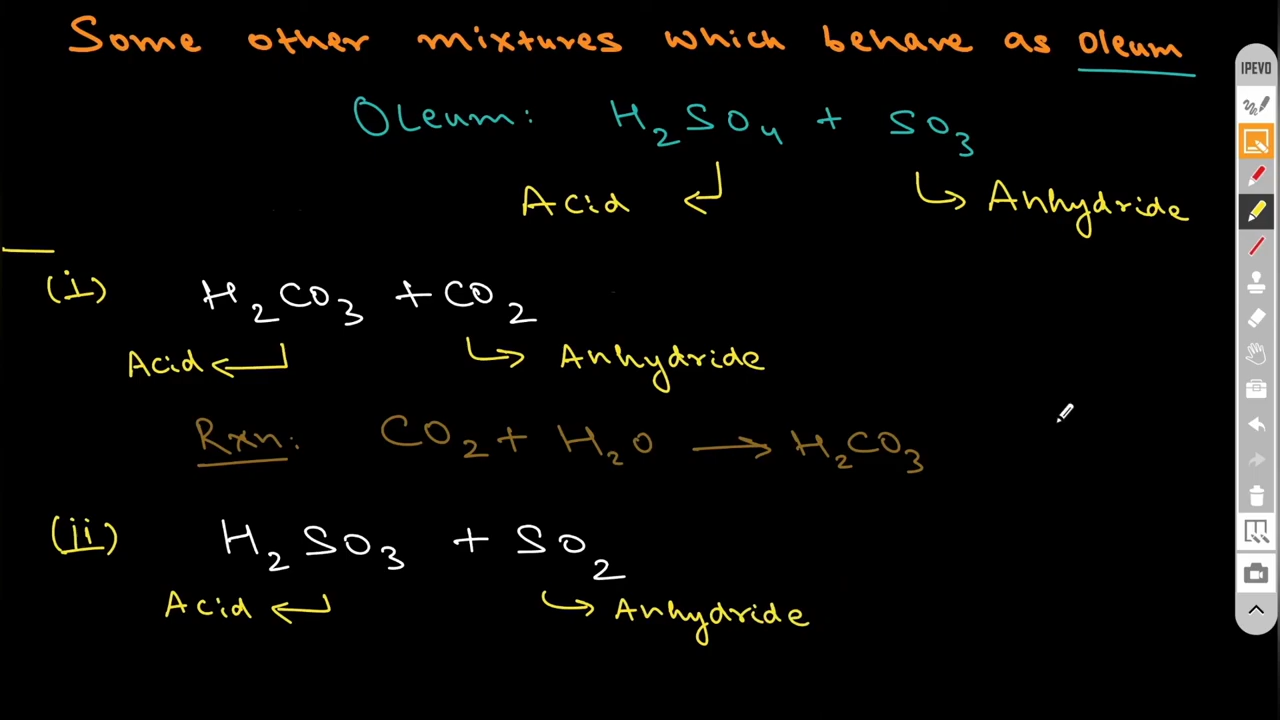 Some other mixtures which behave as Oleum
Oleum: H₂SO₄ + SO₃
Acid ↵ ↳ Anhydride
(i) H₂CO₃ + CO₂
Acid ↵ ↳ Anhydride
Rxn: CO₂ + H₂O → H₂CO₃
(ii) H₂SO₃ + SO₂
Acid ↵ ↳ Anhydride
IPEVO